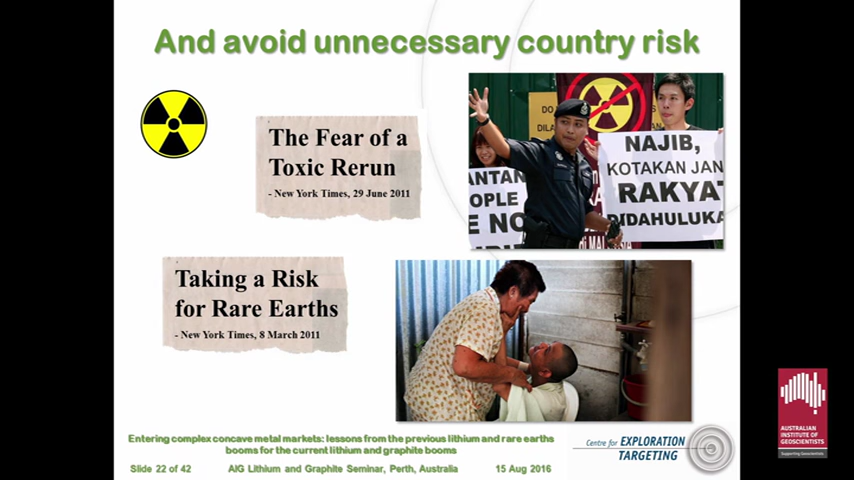 And avoid unnecessary country risk
The Fear of a
Toxic Rerun
- New York Times, 29 June 2011
NAJIB,
KOTAKAN JAN
RAKYA
DIDAHULUKA
ANTAN
OPLE
E NO
DO
DILA
Taking a Risk
for Rare Earths
- New York Times, 8 March 2011
Entering complex concave metal markets: lessons from the previous lithium and rare earths
booms for the current lithium and graphite booms
Slide 22 of 42 AIG Lithium and Graphite Seminar, Perth, Australia 15 Aug 2016
Centre for EXPLORATION
TARGETING
AUSTRALIAN
INSTITUTE OF
GEOSCIENTISTS
Supporting Geoscientists